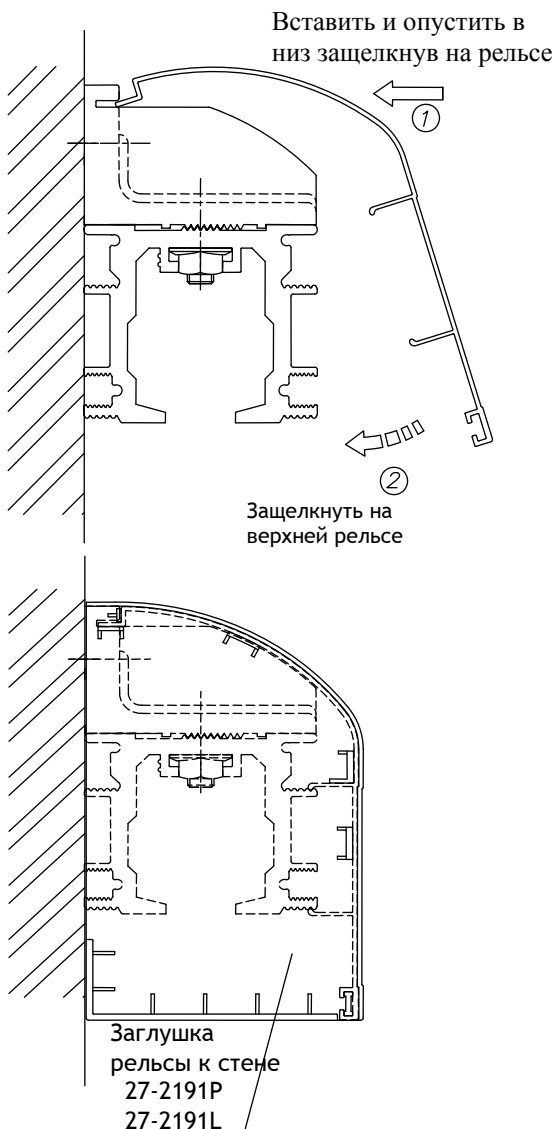 Вставить и опустить в
низ защелкнув на рельсе
1
2
Защелкнуть на
верхней рельсе
Заглушка
рельсы к стене
27-2191P
27-2191L